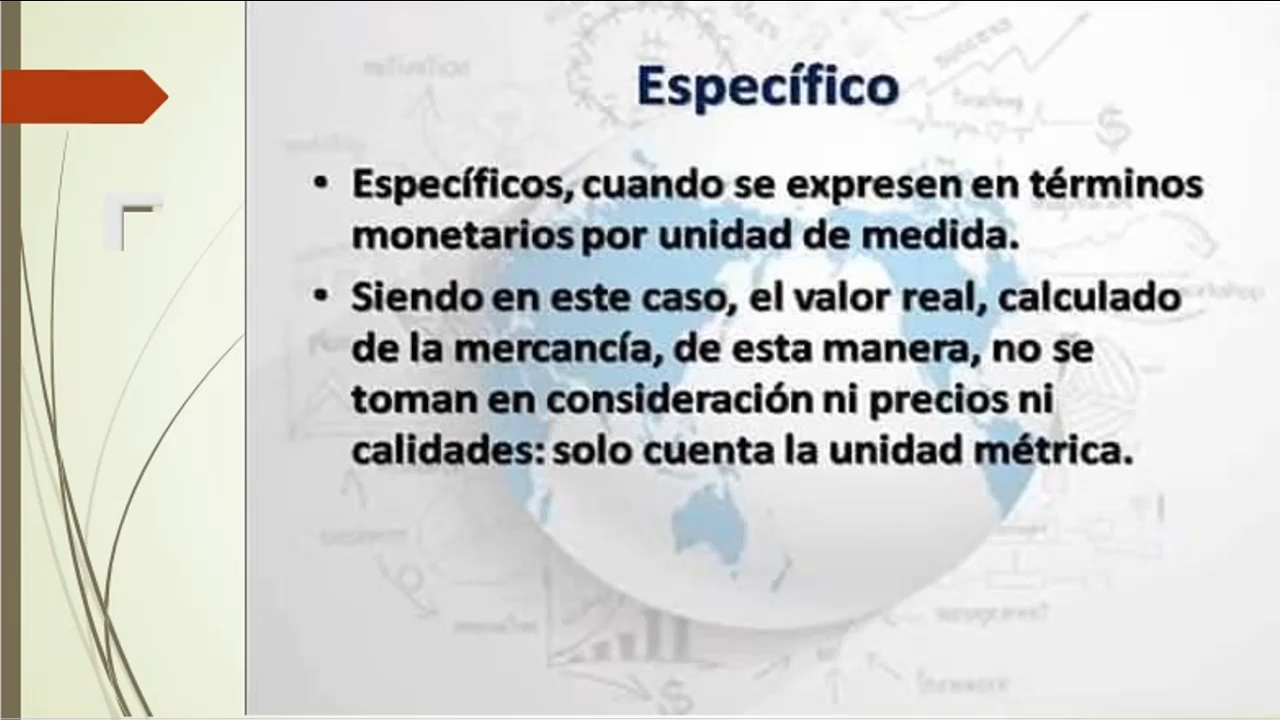 Específico
• Específicos, cuando se expresen en términos
monetarios por unidad de medida.
• Siendo en este caso, el valor real, calculado
de la mercancía, de esta manera, no se
toman en consideración ni precios ni
calidades: solo cuenta la unidad métrica.
success
$
$